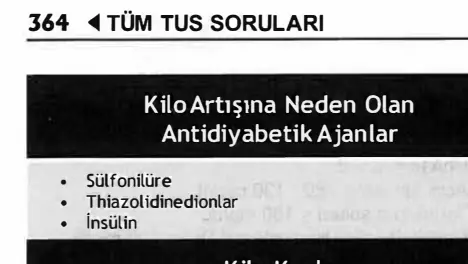 364 ◀ TÜM TUS SORULARI
Kilo Artışına Neden Olan
Antidiyabetik Ajanlar
• Sülfonilüre
• Thiazolidinedionlar
• İnsülin